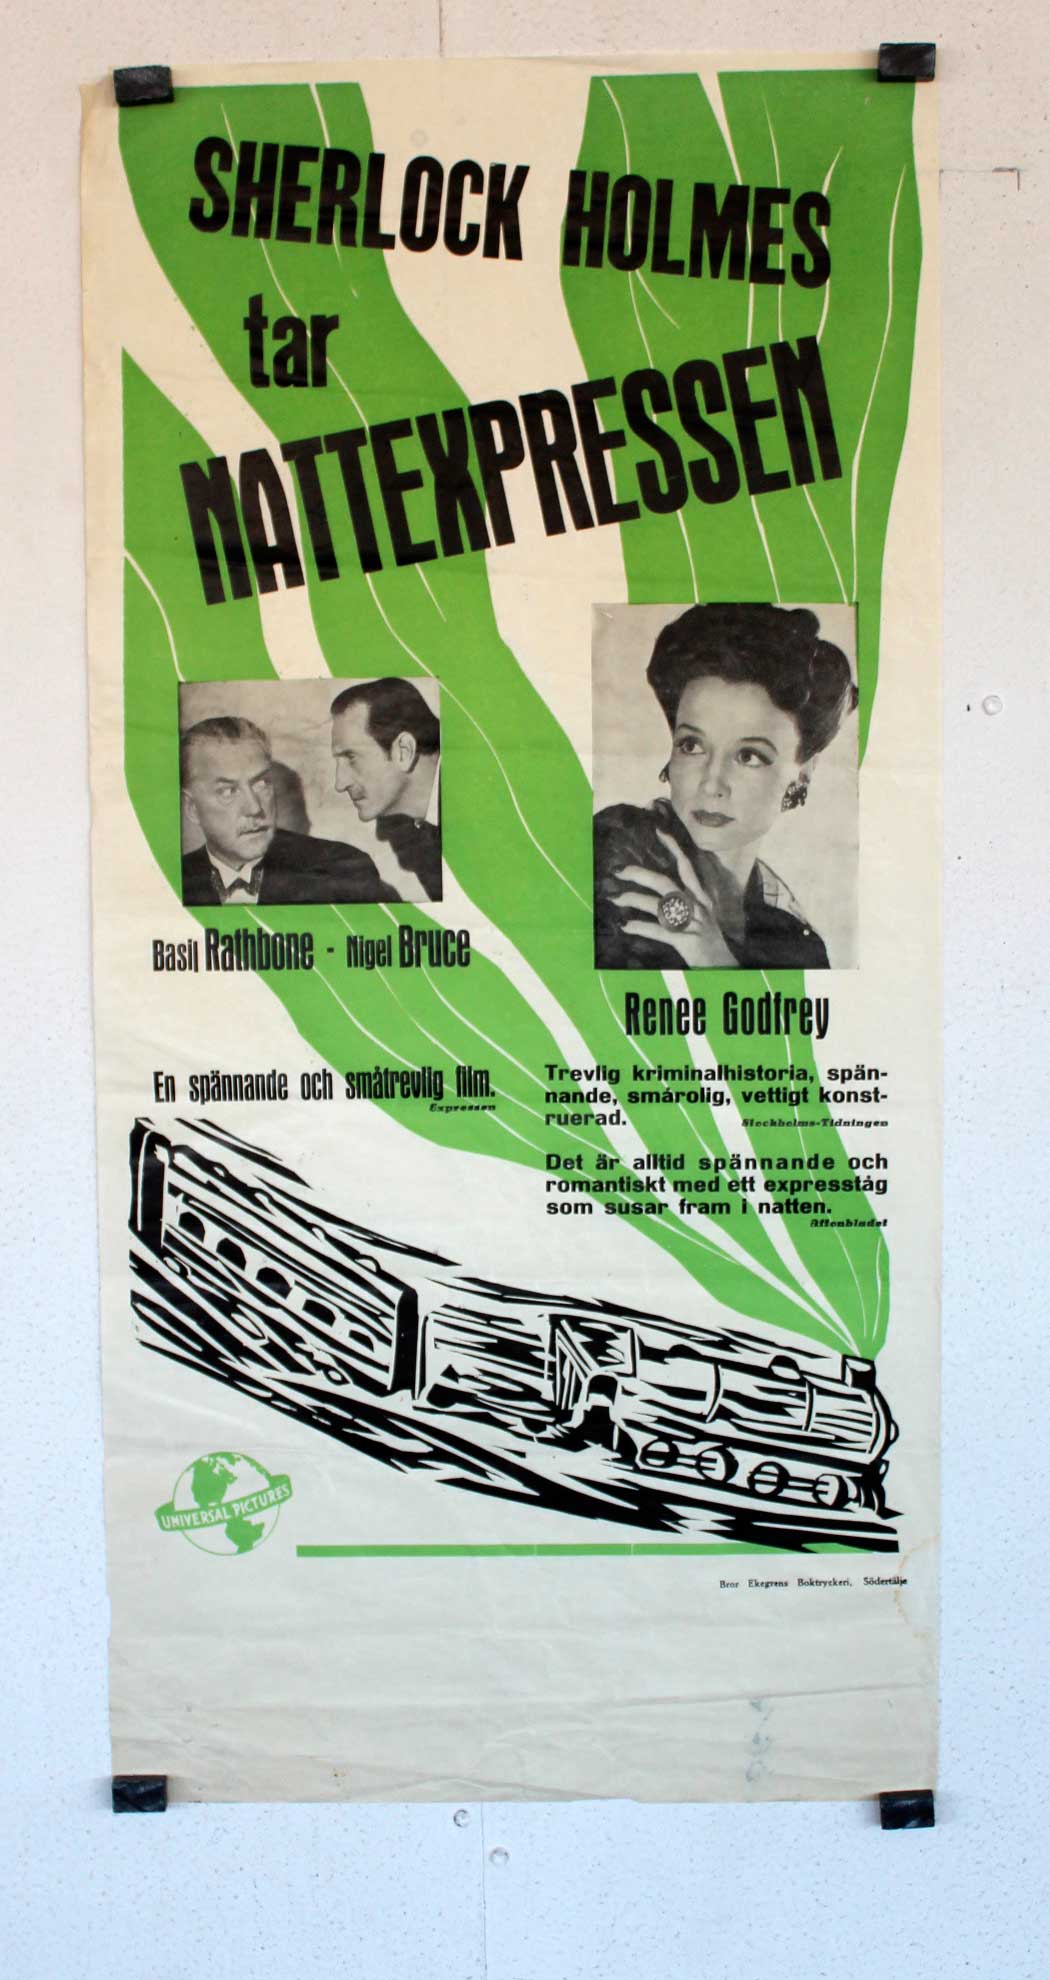 SHERLOCK HOLMES
tar
NATTEXPRESSEN
Basil Rathbone - Nigel Bruce
Renee Godfrey
En spännande och småtrevlig film.
Expressen
Trevlig kriminalhistoria, spän-
nande, smårolig, vettigt konst-
ruerad.
Stockholms-Tidningen
Det är alltid spännande och
romantiskt med ett expresståg
som susar fram i natten.
Aftonbladet
UNIVERSAL PICTURES
Bror Ekegrens Boktryckeri, Södertälje